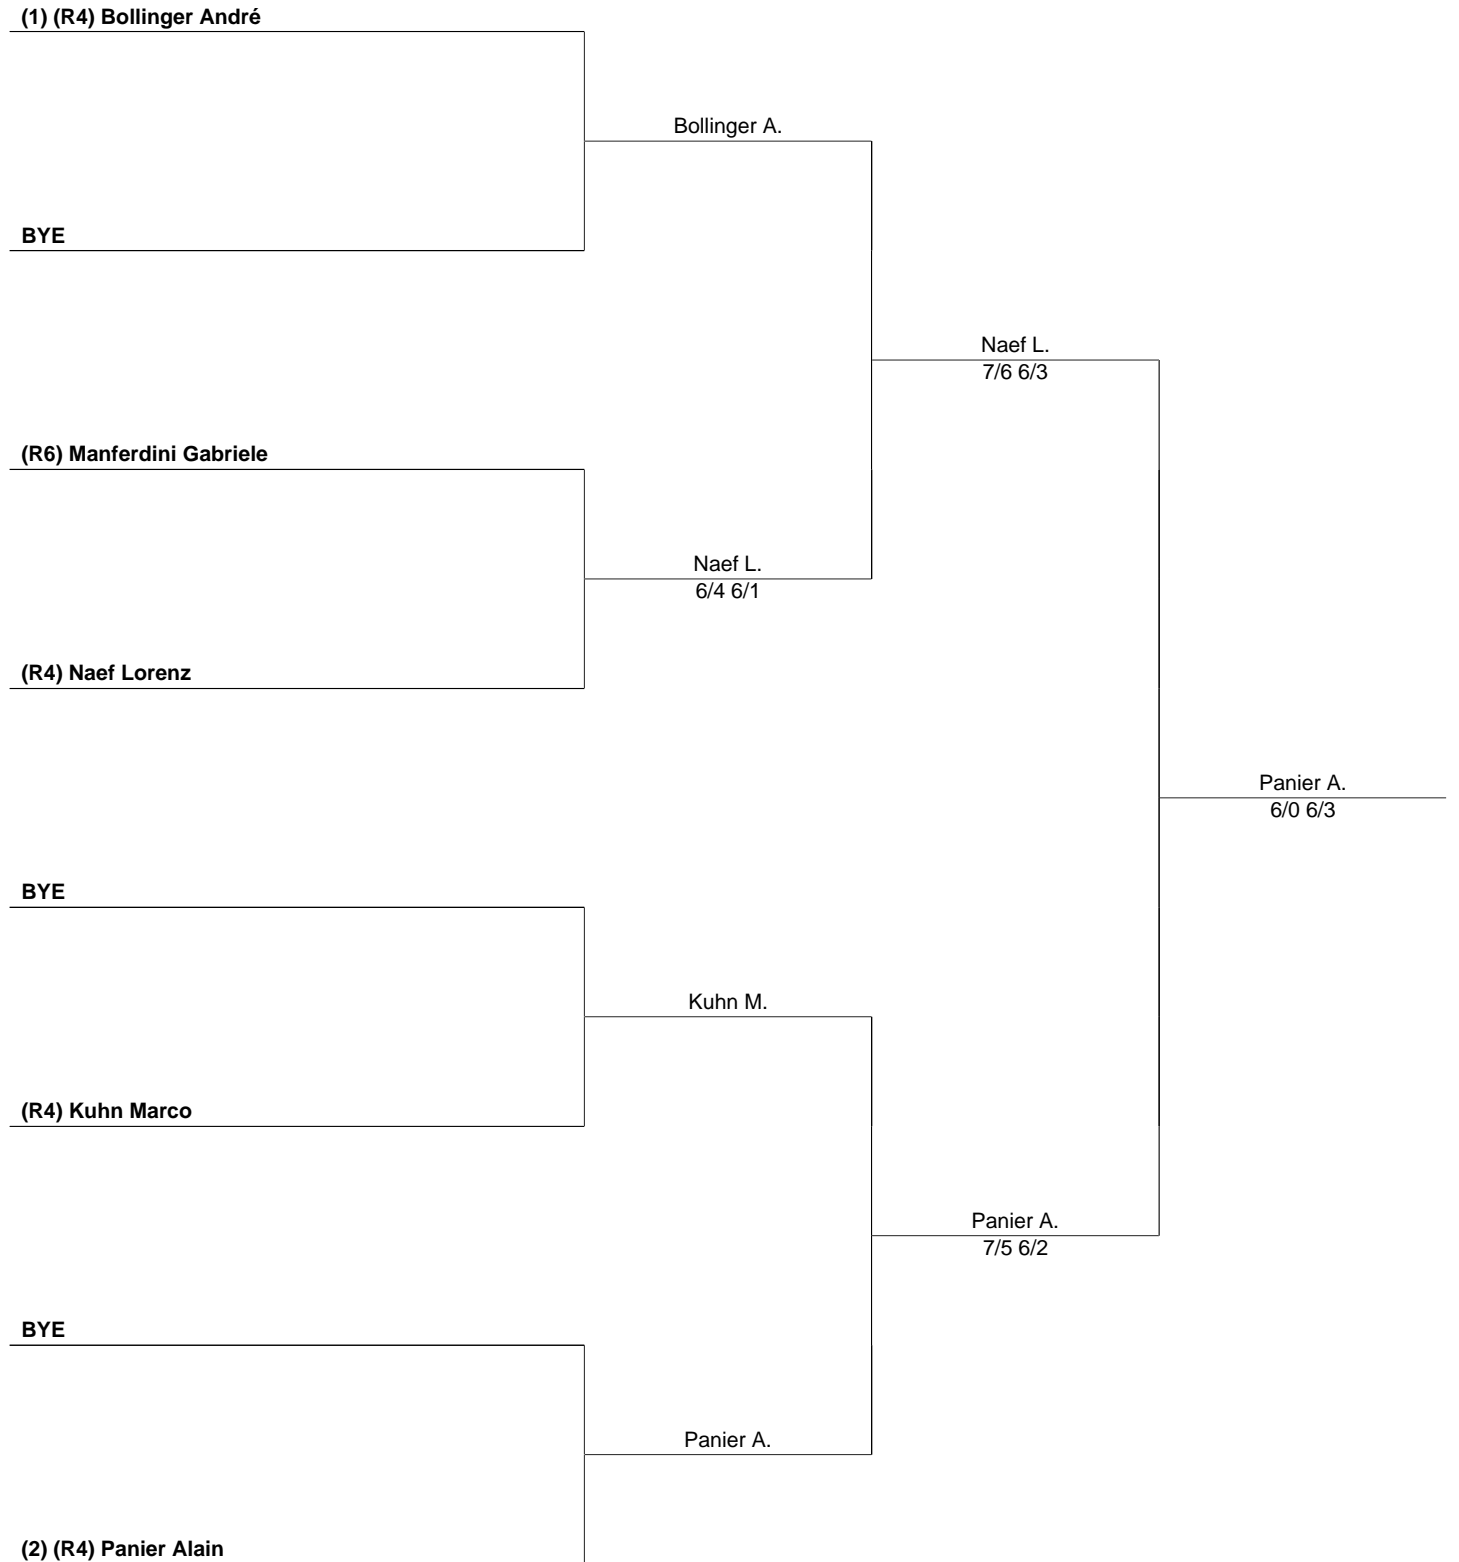 (1) (R4) Bollinger André
Bollinger A.
BYE
Naef L.
7/6 6/3
(R6) Manferdini Gabriele
Naef L.
6/4 6/1
(R4) Naef Lorenz
Panier A.
6/0 6/3
BYE
Kuhn M.
(R4) Kuhn Marco
Panier A.
7/5 6/2
BYE
Panier A.
(2) (R4) Panier Alain